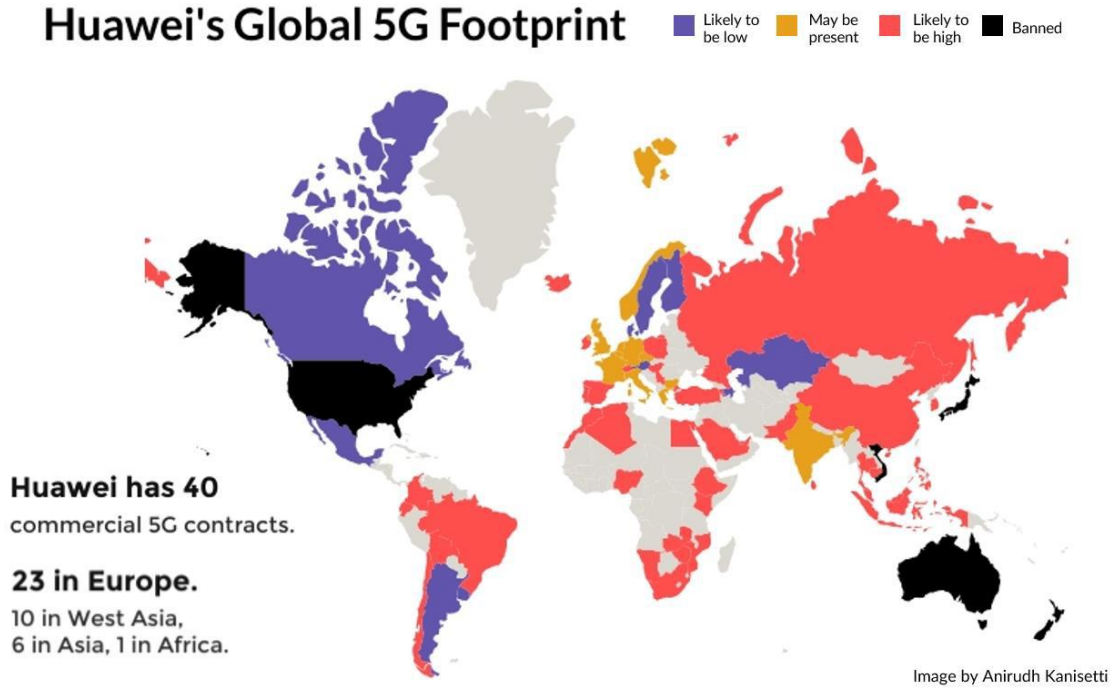 Huawei's Global 5G Footprint
Likely to
be low
May be
present
Likely to
be high
Banned
Huawei has 40
commercial 5G contracts.
23 in Europe.
10 in West Asia,
6 in Asia, 1 in Africa.
Image by Anirudh Kanisetti